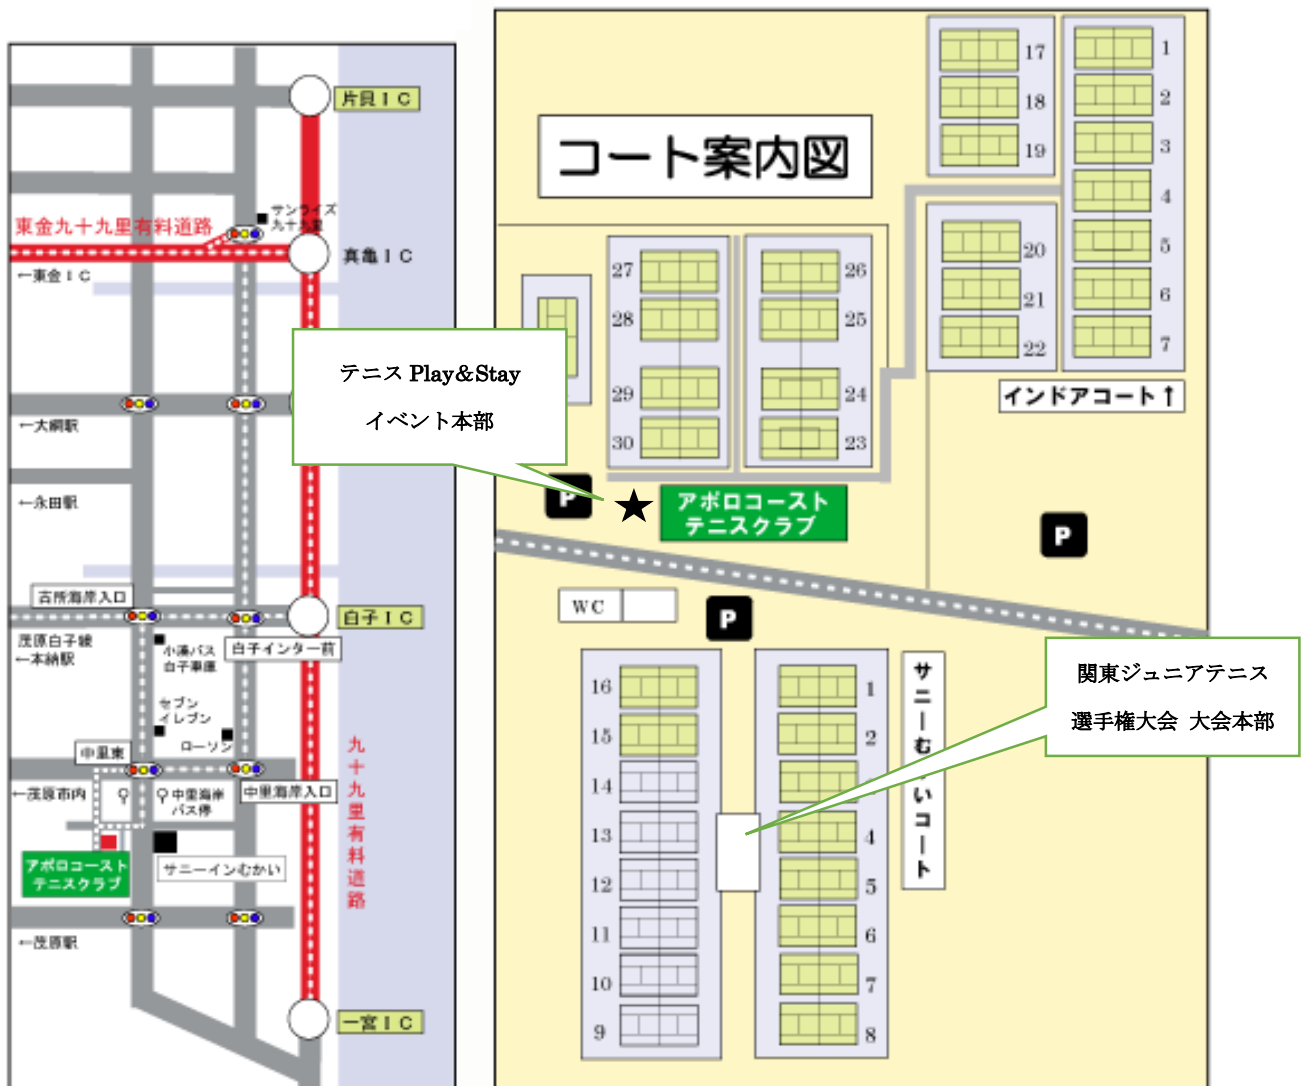 片貝ＩＣ
サンライズ
九十九里
東金九十九里有料道路
真亀ＩＣ
←東金ＩＣ
←大網駅
←永田駅
古所海岸入口
白子ＩＣ
茂原白子線
←本納駅
小湊バス
白子車庫
白子インター前
セブン
イレブン
ローソン
中里東
←茂原市内
中里海岸
バス停
中里海岸入口
九十九里有料道路
アポロコースト
テニスクラブ
サニーインむかい
←茂原駅
一宮ＩＣ
コート案内図
17
18
19
1
2
3
4
5
6
7
20
21
22
インドアコート↑
27
28
29
30
26
25
24
23
テニス Play&Stay
イベント本部
P
★
アポロコースト
テニスクラブ
P
WC
P
16
15
14
13
12
11
10
9
1
2
4
5
6
7
8
サニーむ いコート
関東ジュニアテニス
選手権大会 大会本部